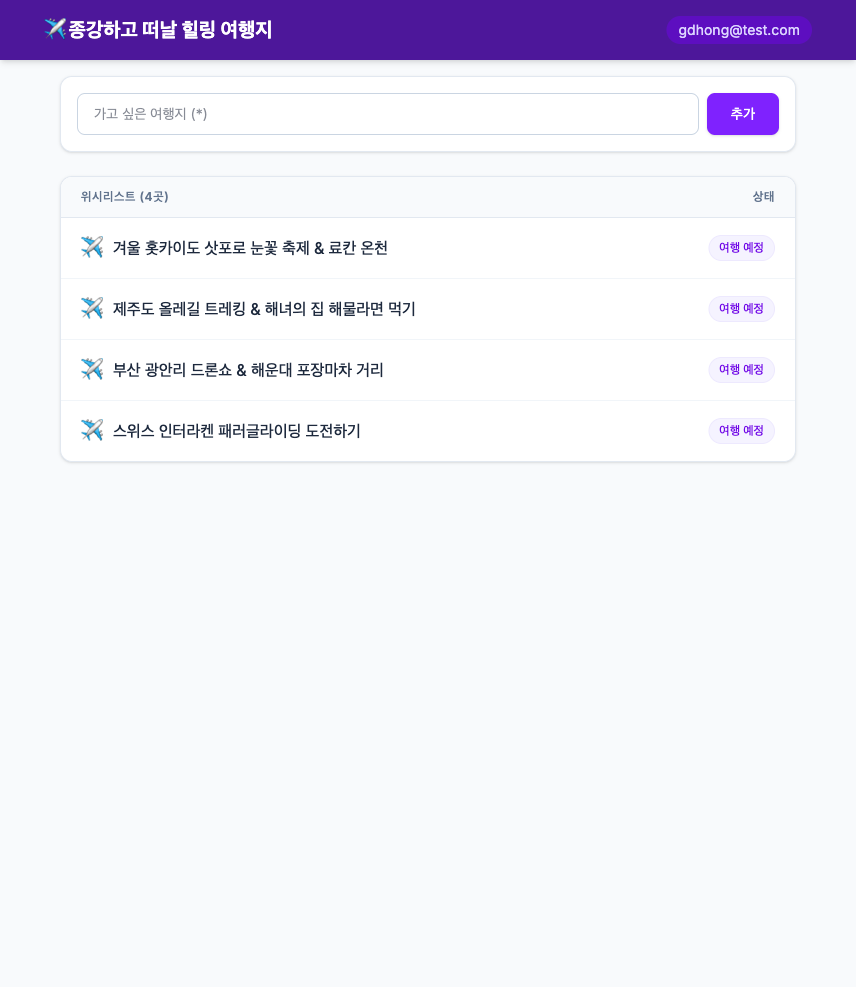 ✈️종강하고 떠날 힐링 여행지
gdhong@test.com
가고 싶은 여행지 (*)
추가
위시리스트 (4곳)
상태
✈️ 겨울 홋카이도 삿포로 눈꽃 축제 & 료칸 온천
여행 예정
✈️ 제주도 올레길 트레킹 & 해녀의 집 해물라면 먹기
여행 예정
✈️ 부산 광안리 드론쇼 & 해운대 포장마차 거리
여행 예정
✈️ 스위스 인터라켄 패러글라이딩 도전하기
여행 예정